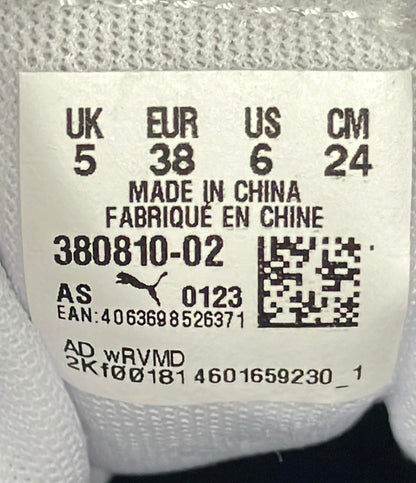 UK EUR US CM
5 38 6 24
MADE IN CHINA
FABRIQUÉ EN CHINE
380810-02
AS 0123
EAN:4063698526371
AD wRVMD
2Kf00181 4601659230_1